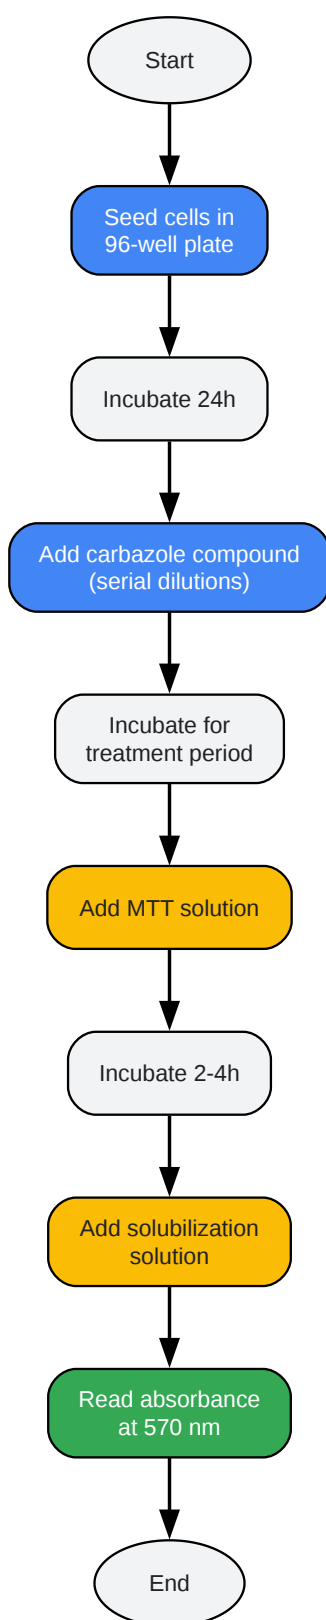 Start
Seed cells in
96-well plate
Incubate 24h
Add carbazole compound
(serial dilutions)
Incubate for
treatment period
Add MTT solution
Incubate 2-4h
Add solubilization
solution
Read absorbance
at 570 nm
End